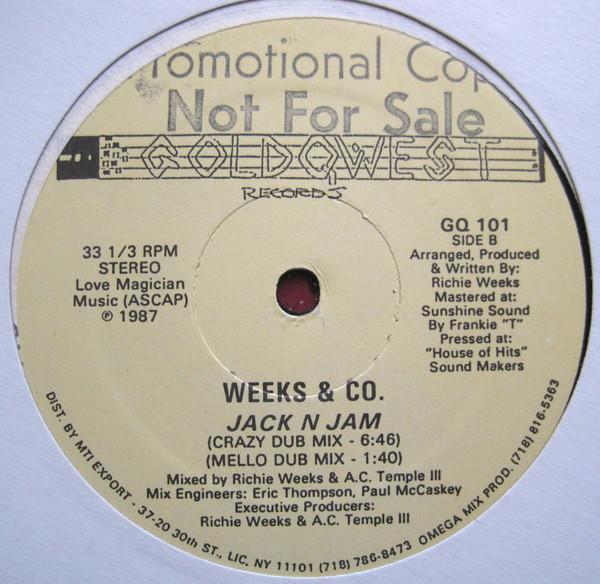 Promotional Cop
Not For Sale
GOLDQWEST
RECORDS
33 1/3 RPM
STEREO
Love Magician
Music (ASCAP)
℗ 1987
GQ 101
SIDE B
Arranged, Produced
& Written By:
Richie Weeks
Mastered at:
Sunshine Sound
By Frankie "T"
Pressed at:
"House of Hits"
Sound Makers
WEEKS & CO.
JACK N JAM
(CRAZY DUB MIX - 6:46)
(MELLO DUB MIX - 1:40)
Mixed by Richie Weeks & A.C. Temple III
Mix Engineers: Eric Thompson, Paul McCaskey
Executive Producers:
Richie Weeks & A.C. Temple III
DIST. BY MTI EXPORT - 37-20 30th ST., LIC, NY 11101 (718) 786-8473 OMEGA MIX PROD. (718) 816-5363